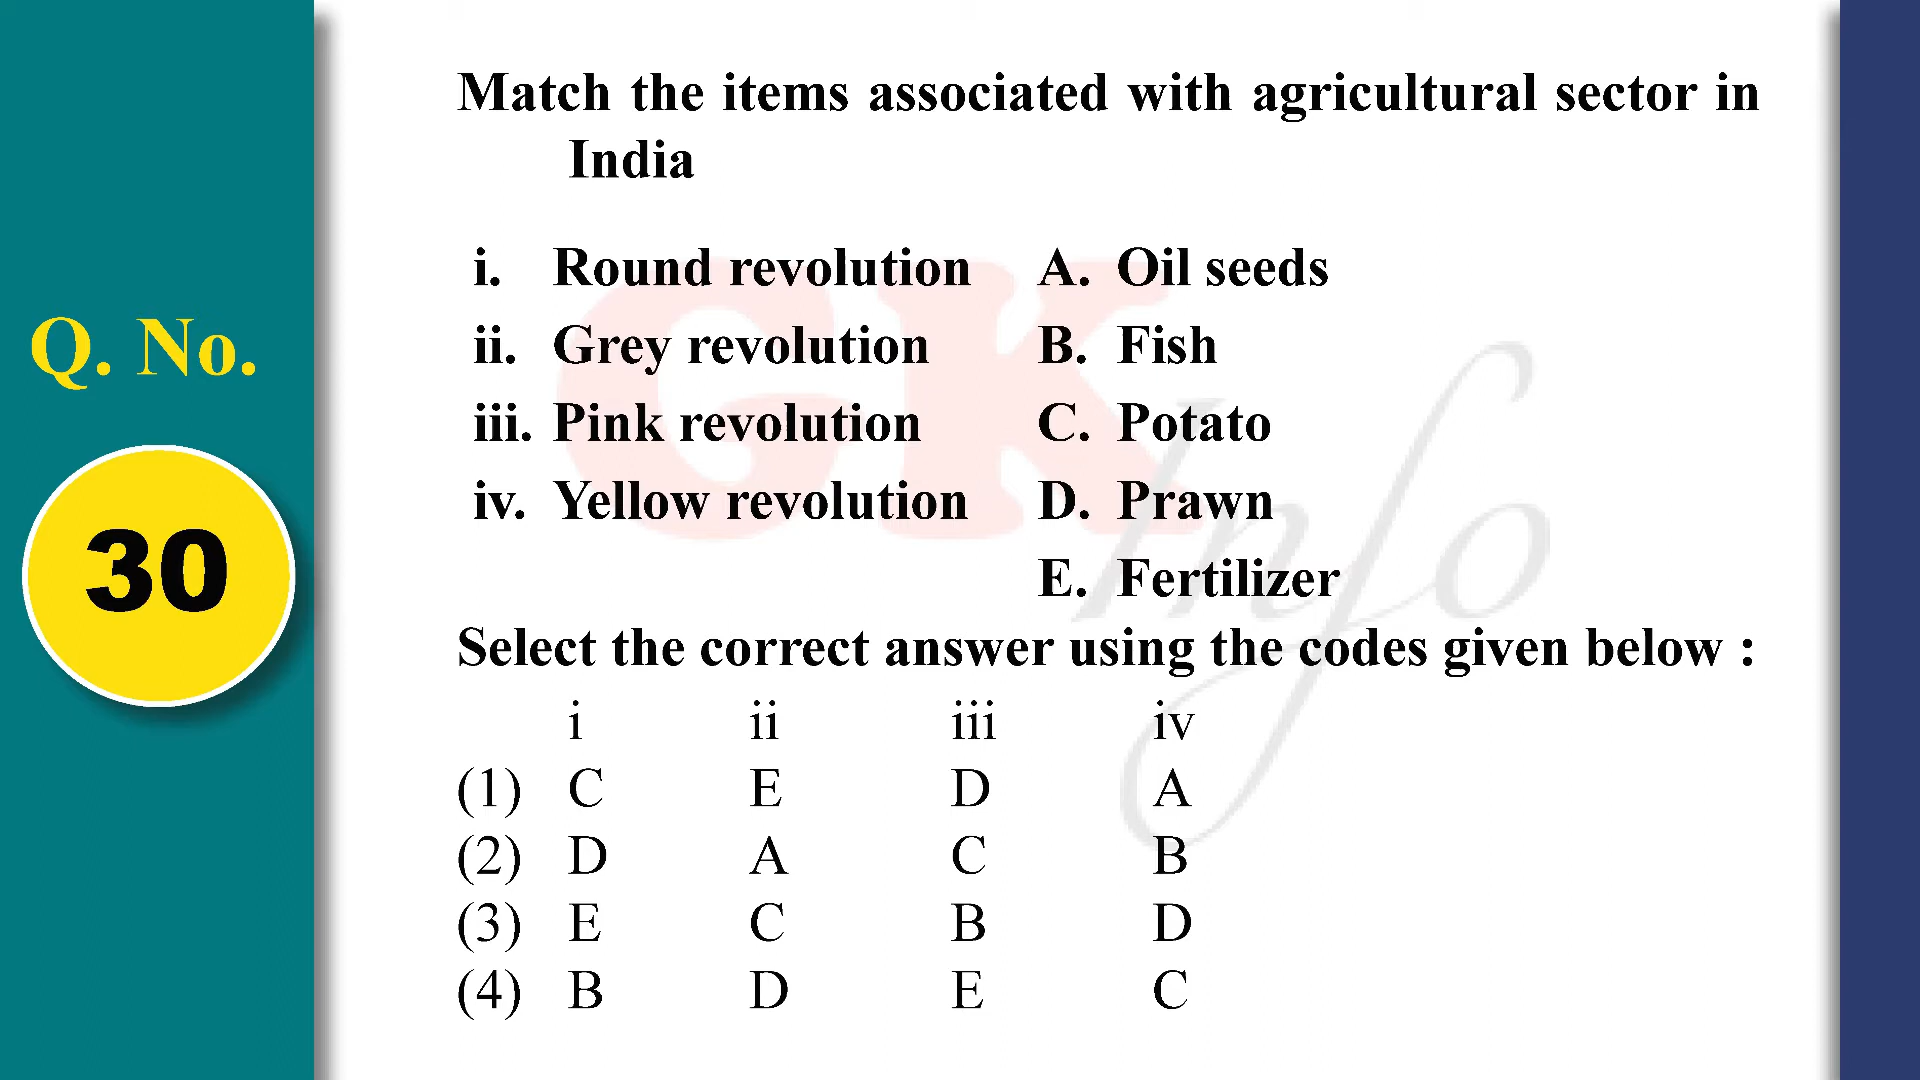 Match the items associated with agricultural sector in
India
i. Round revolution A. Oil seeds
ii. Grey revolution B. Fish
Q. No.
iii. Pink revolution C. Potato
iv. Yellow revolution D. Prawn
30
E. Fertilizer
Select the correct answer using the codes given below :
i ii iii iv
(1) C E D A
(2) D A C B
(3) E C B D
(4) B D E C
GK Info